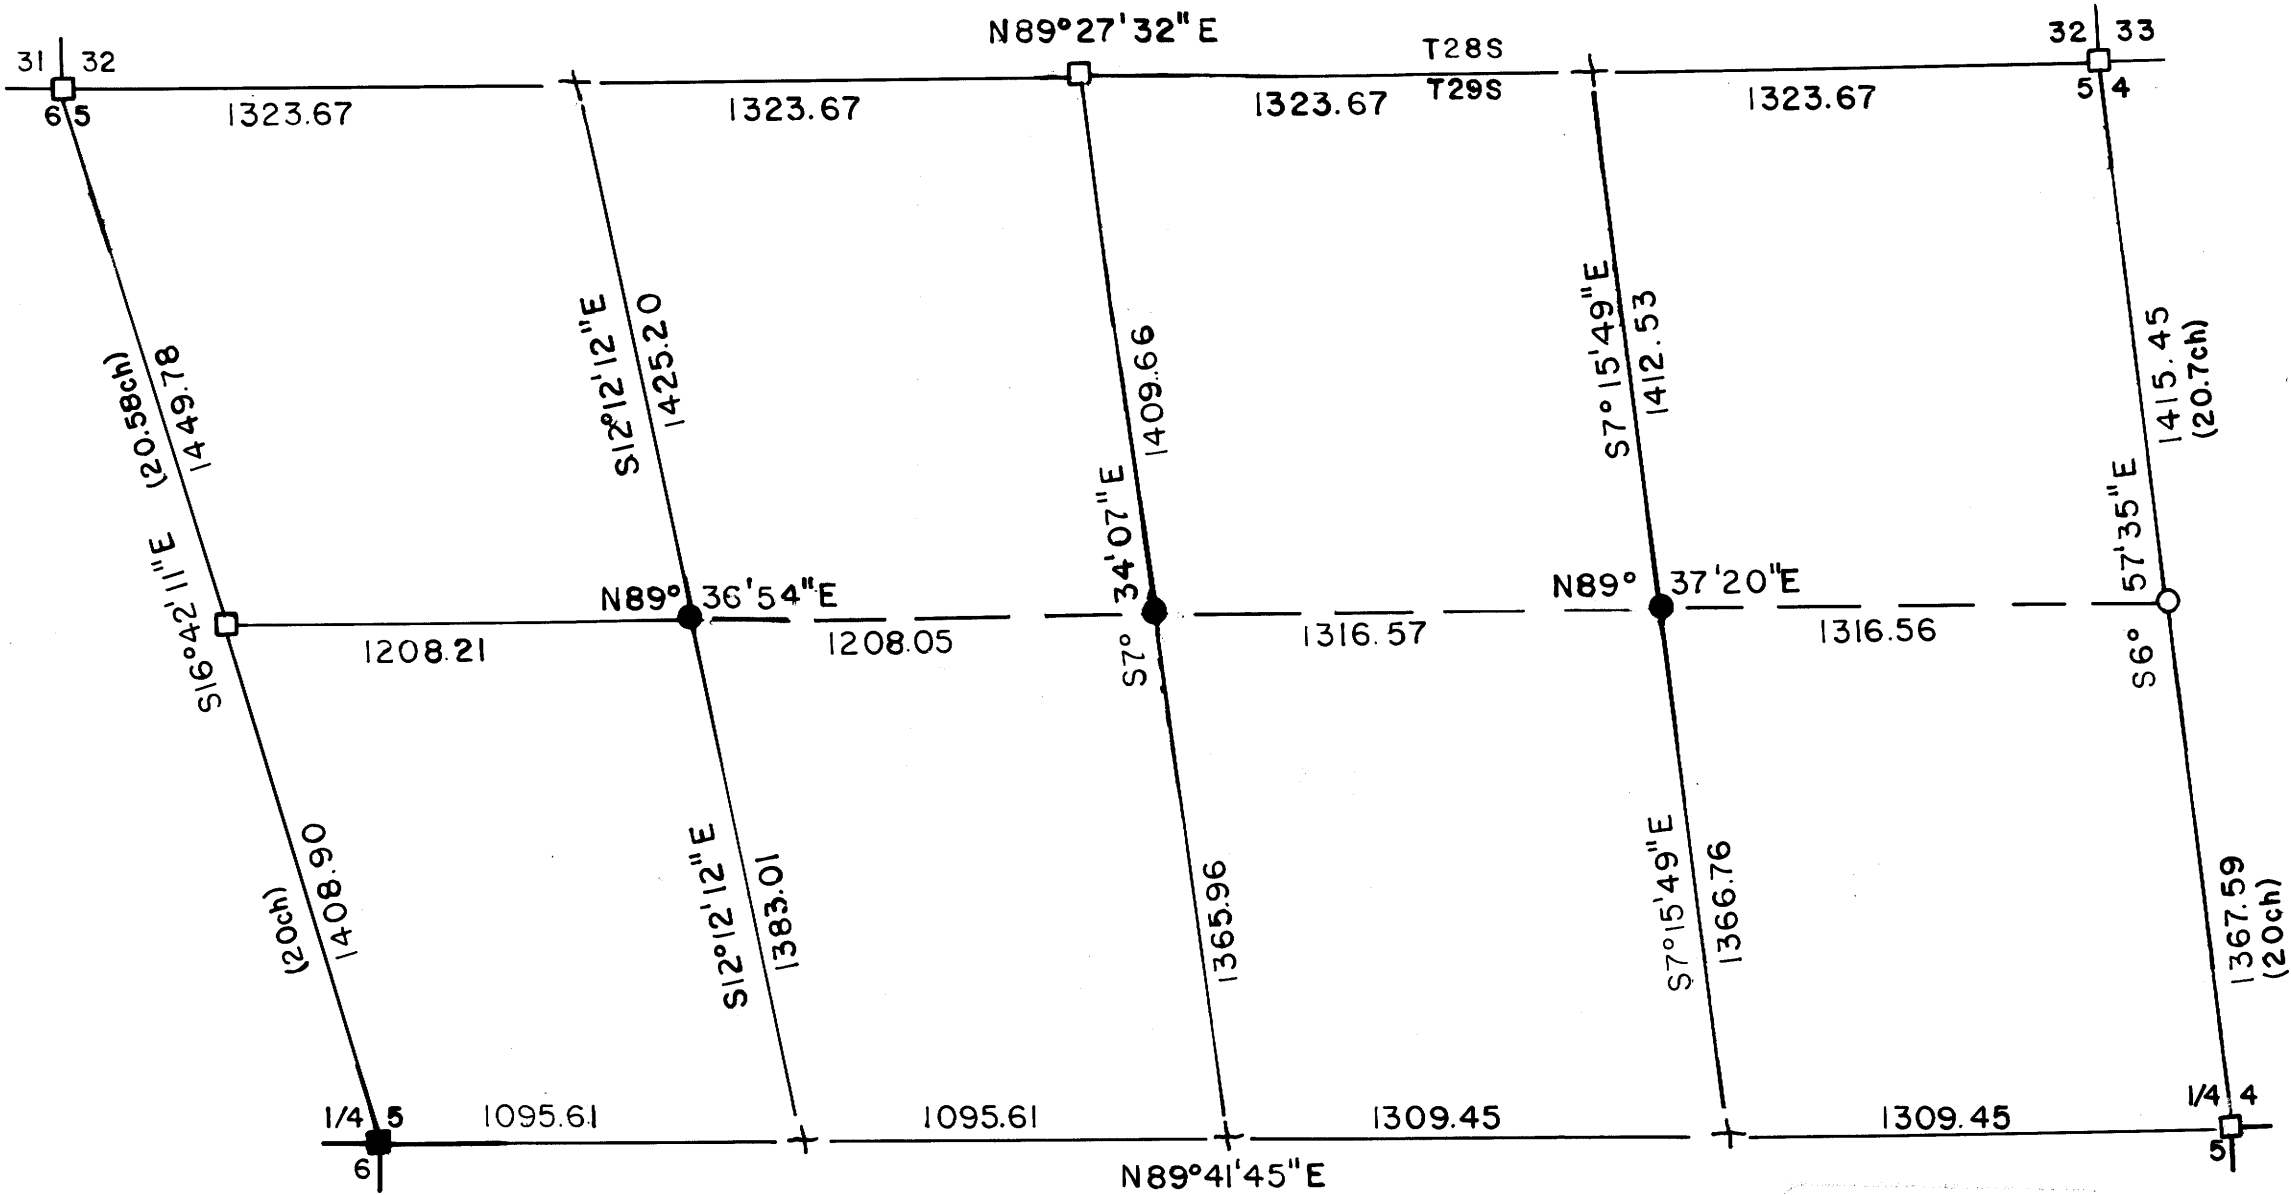 N89°27'32"E
31 32
T28S
32 33
6 5
1323.67
1323.67
T29S
1323.67
1323.67
5 4
S16°42'11"E
(20.58ch)
1449.78
S12°12'12"E
1425.20
S7° 34'07"E
1409.66
S7°15'49"E
1412.53
S6° 57'35"E
1415.45
(20.7ch)
N89° 36'54"E
N89° 37'20"E
1208.21
1208.05
1316.57
1316.56
(20ch)
1408.90
S12°12'12"E
1383.01
1365.96
S7°15'49"E
1366.76
1367.59
(20ch)
1/4 5
6
1095.61
1095.61
1309.45
1309.45
1/4 4
5
N89°41'45"E